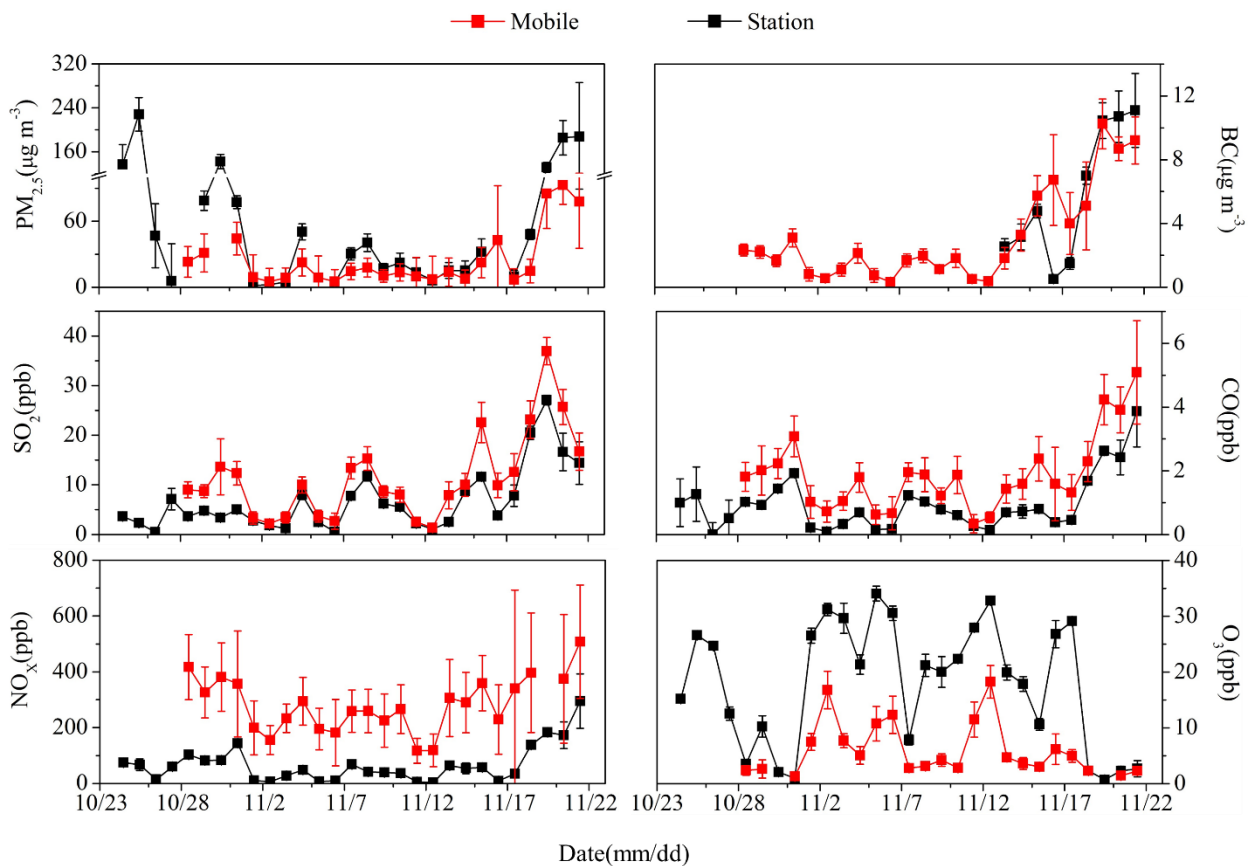 Mobile Station
PM2.5(μg m-3)
320
240
160
60
0
BC(μg m-3)
12
8
4
0
SO2(ppb)
40
30
20
10
0
CO(ppb)
6
4
2
0
NOX(ppb)
800
600
400
200
0
O3(ppb)
40
30
20
10
0
10/23 10/28 11/2 11/7 11/12 11/17 11/22
10/23 10/28 11/2 11/7 11/12 11/17 11/22
Date(mm/dd)